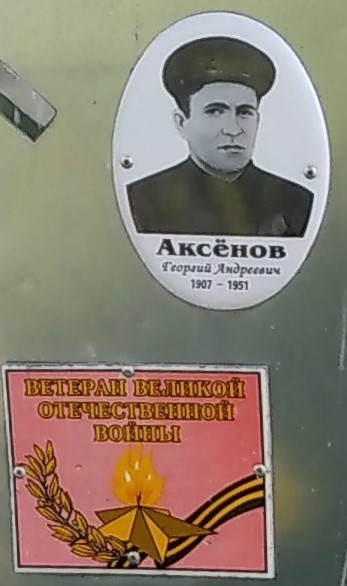 Аксёнов
Георгий Андреевич
1907 - 1951
ВЕТЕРАН ВЕЛИКОЙ
ОТЕЧЕСТВЕННОЙ
ВОЙНЫ